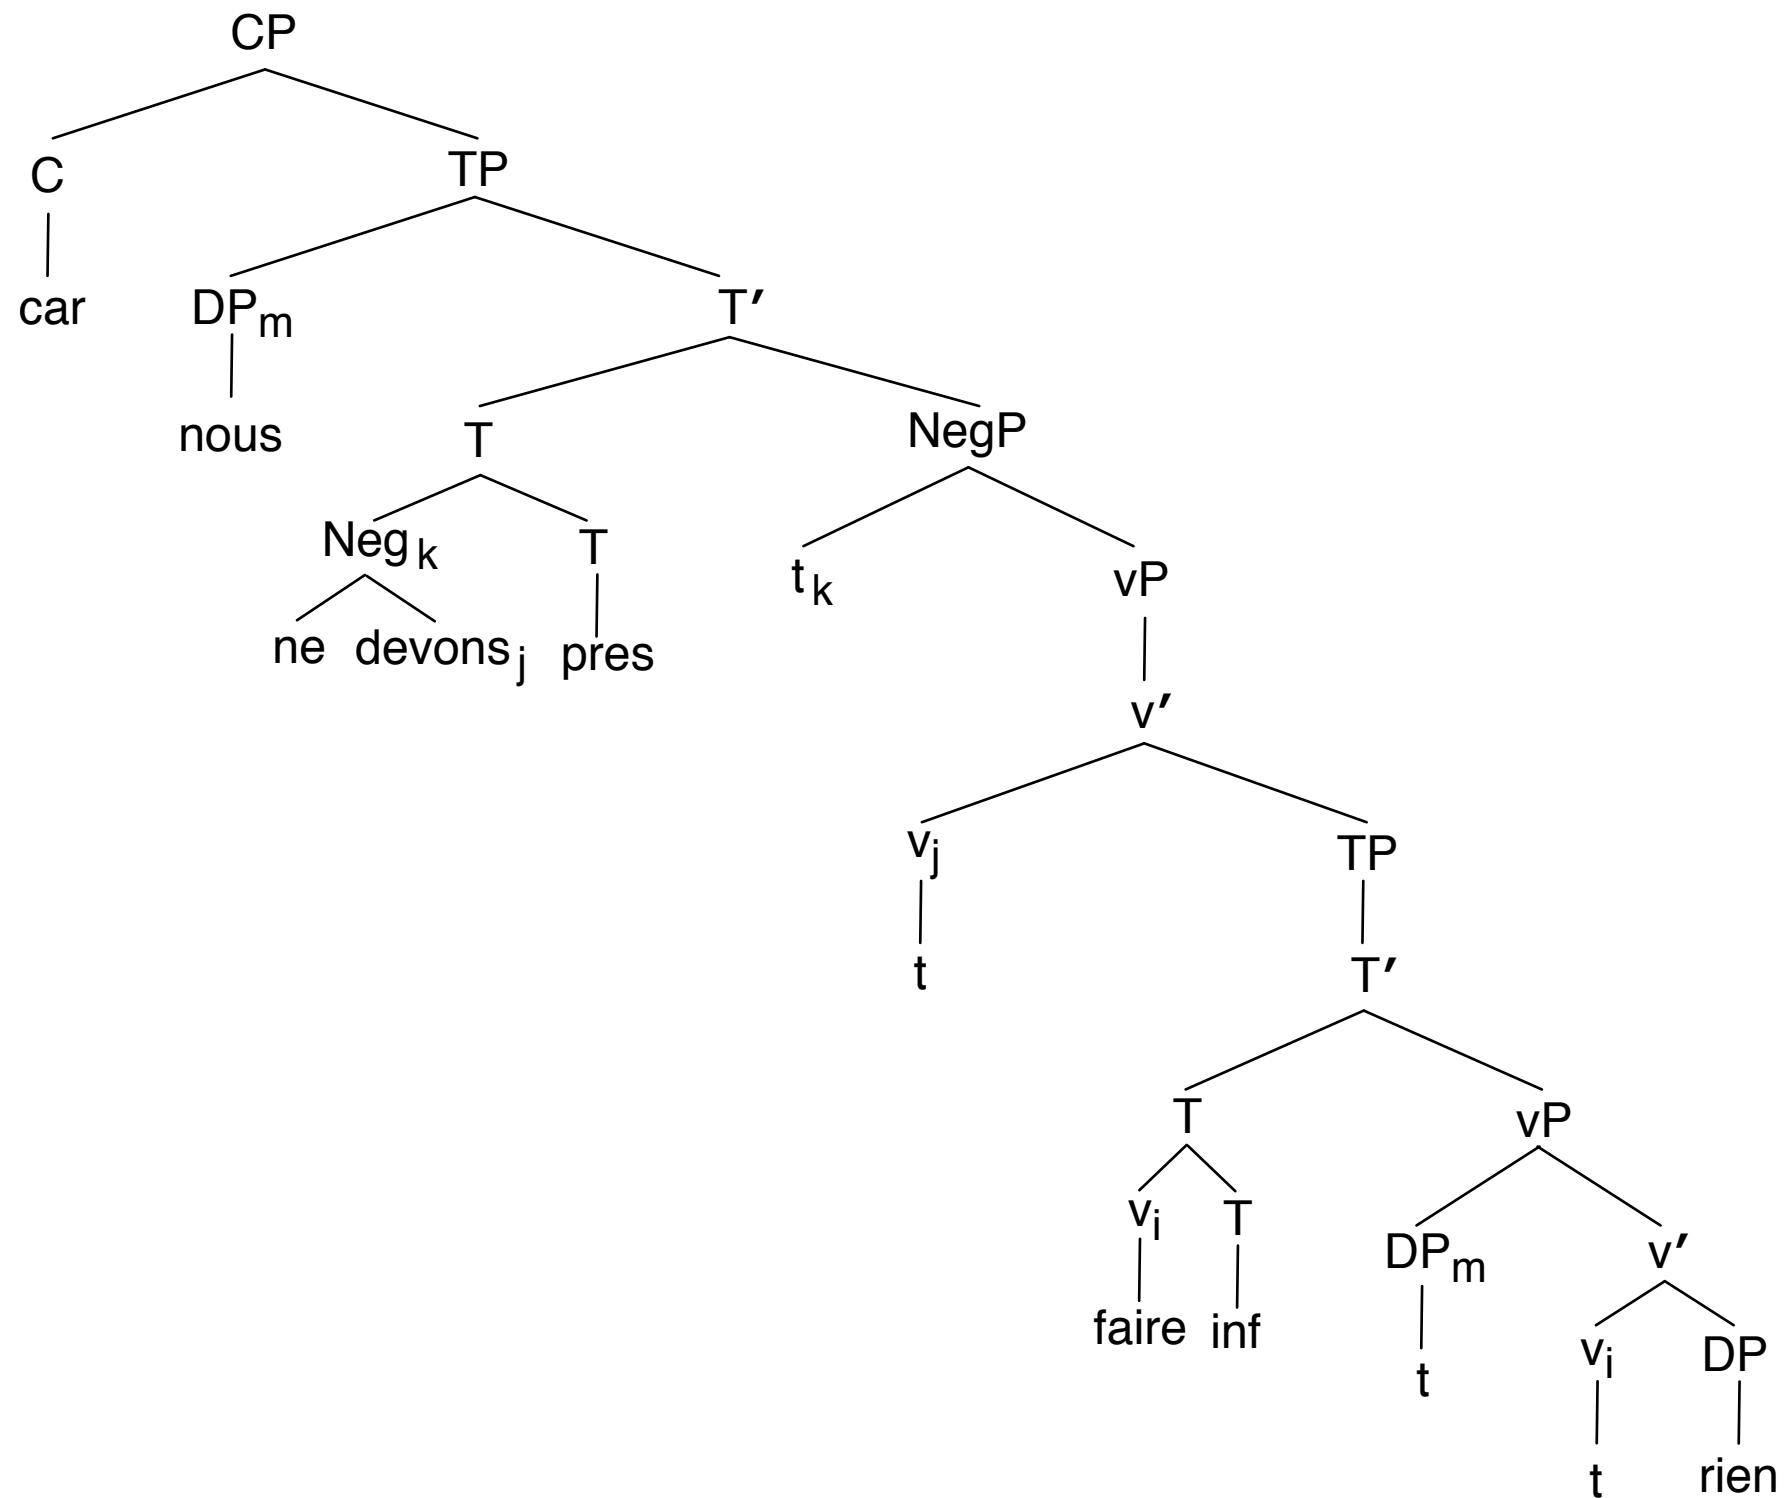 CP
C TP
car DPm T′
nous T NegP
Negk T tk vP
ne devonsj pres
v′
vj TP
t T′
T vP
vi T DPm v′
faire inf t vi DP
t rien